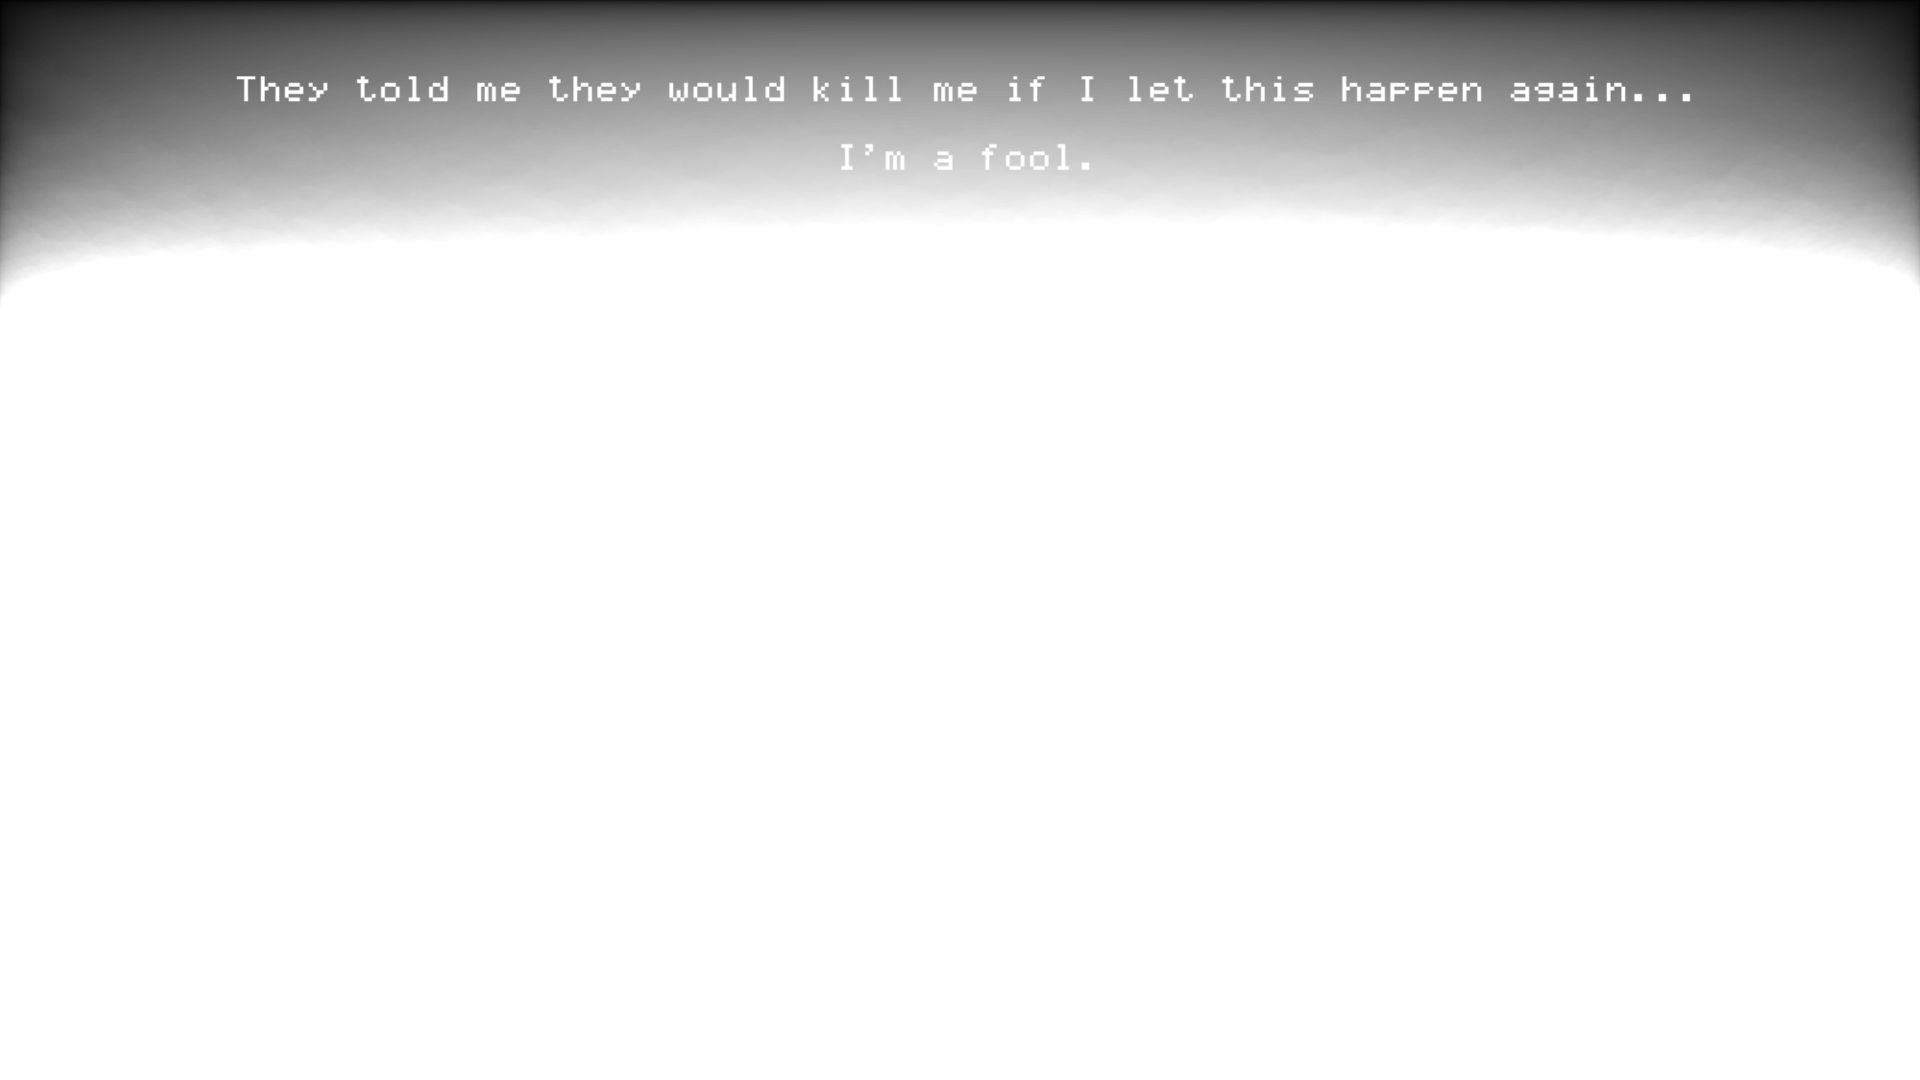 They told me they would kill me if I let this happen again...
I'm a fool.